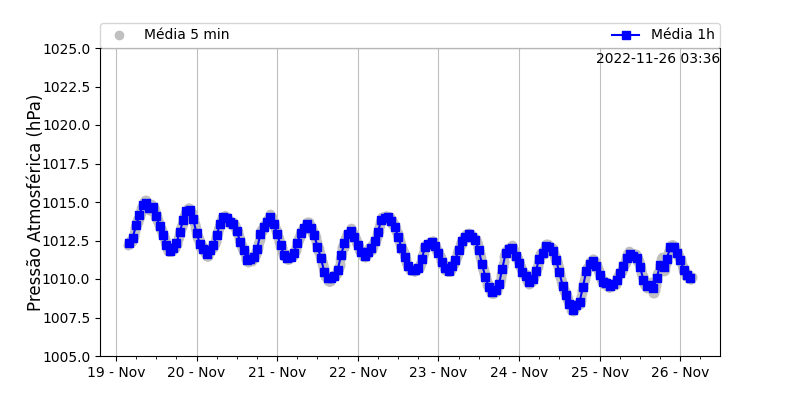 Média 5 min
Média 1h
2022-11-26 03:36
Pressão Atmosférica (hPa)
1025.0
1022.5
1020.0
1017.5
1015.0
1012.5
1010.0
1007.5
1005.0
19 - Nov
20 - Nov
21 - Nov
22 - Nov
23 - Nov
24 - Nov
25 - Nov
26 - Nov